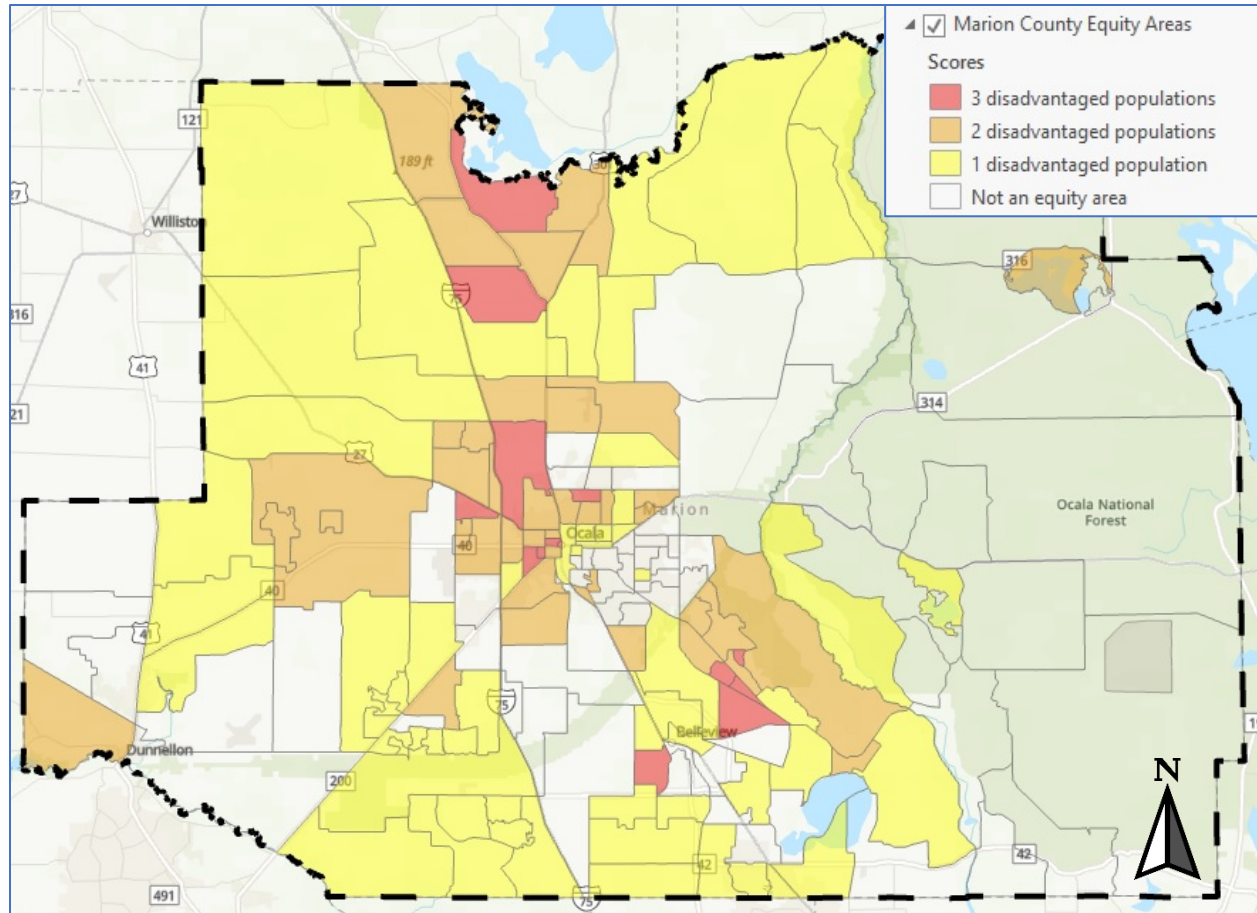 Marion County Equity Areas
Scores
3 disadvantaged populations
2 disadvantaged populations
1 disadvantaged population
Not an equity area
121
189 ft
30
27
Williston
316
75
316
41
314
21
27
Ocala National
Forest
Marion
Ocala
40
40
41
75
19
Belleview
Dunnellon
200
N
42
42
491
75